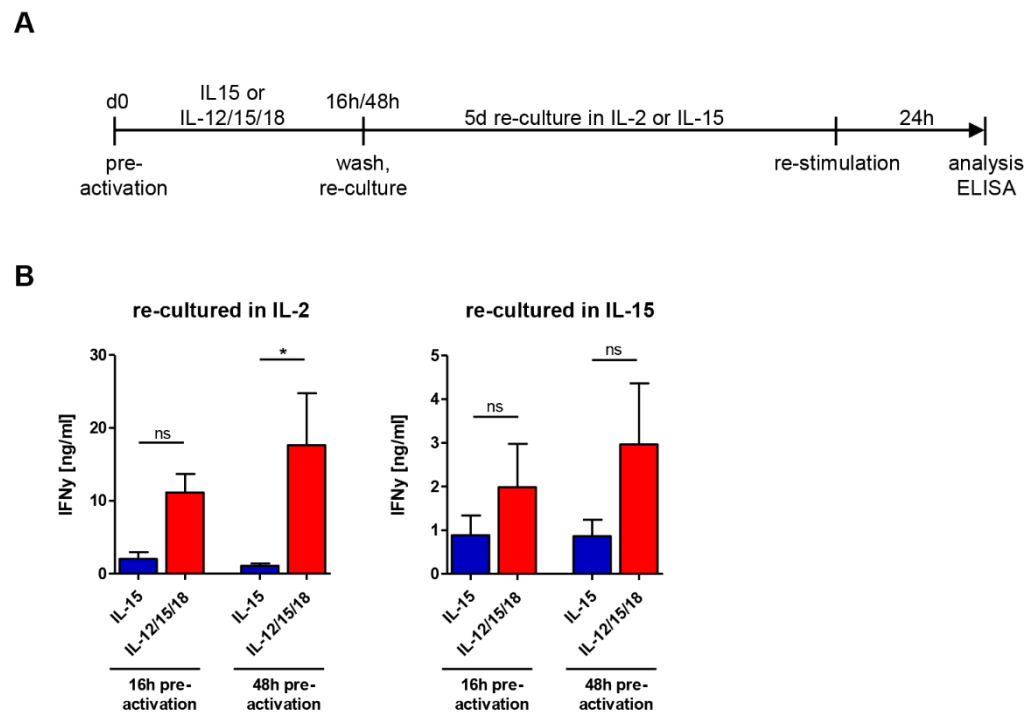 A
d0
IL15 or
IL-12/15/18
16h/48h
5d re-culture in IL-2 or IL-15
24h
pre-
activation
wash,
re-culture
re-stimulation
analysis
ELISA
B
re-cultured in IL-2
IFNy [ng/ml]
30
20
10
0
ns
*
IL-15
IL-12/15/18
IL-15
IL-12/15/18
16h pre-
activation
48h pre-
activation
re-cultured in IL-15
IFNy [ng/ml]
5
4
3
2
1
0
ns
ns
IL-15
IL-12/15/18
IL-15
IL-12/15/18
16h pre-
activation
48h pre-
activation